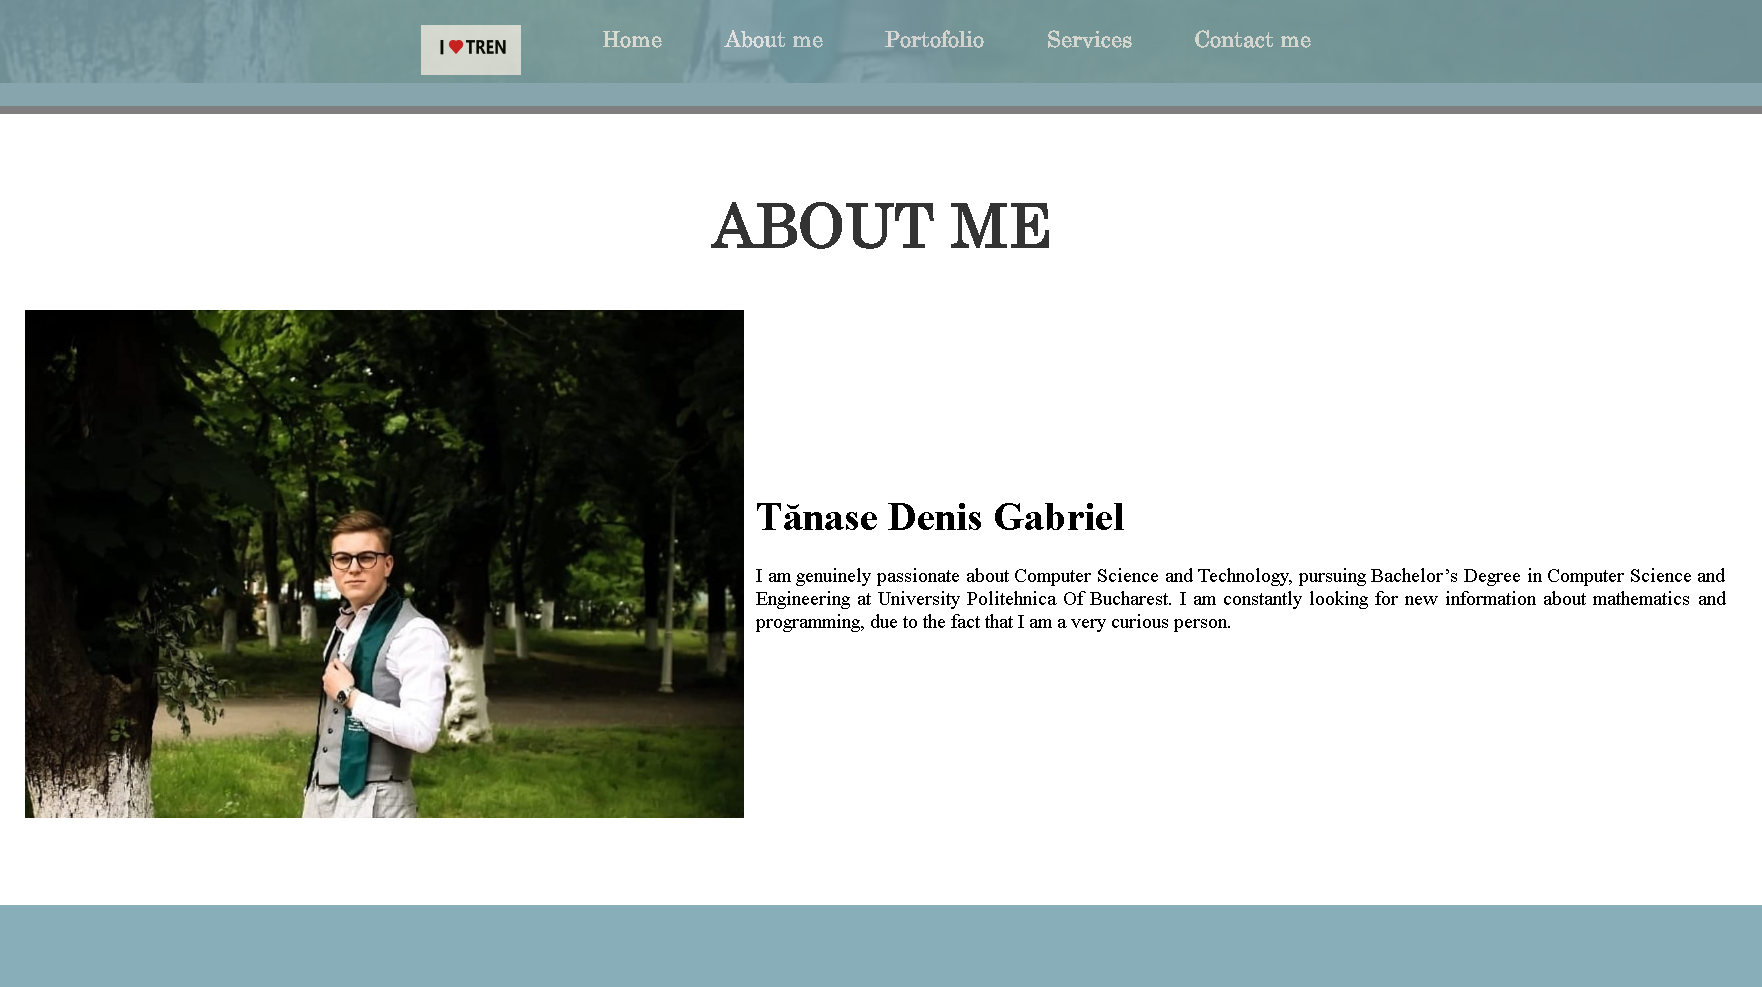 I ❤ TREN
Home About me Portofolio Services Contact me
ABOUT ME
Tănase Denis Gabriel
I am genuinely passionate about Computer Science and Technology, pursuing Bachelor’s Degree in Computer Science and
Engineering at University Politehnica Of Bucharest. I am constantly looking for new information about mathematics and
programming, due to the fact that I am a very curious person.